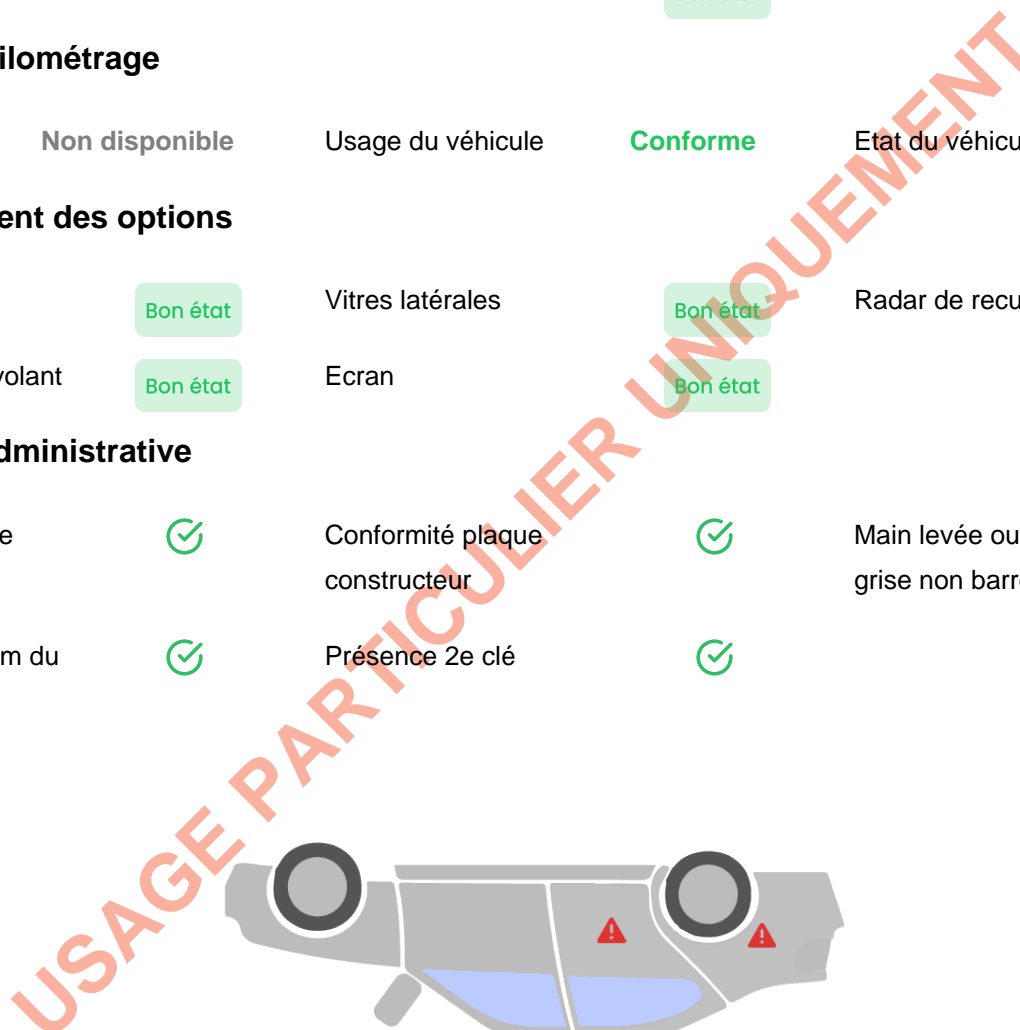 ilométrage
Non disponible Usage du véhicule Conforme Etat du véhicu
ent des options
Bon état Vitres latérales Bon état Radar de recu
volant Bon état Ecran Bon état
dministrative
e Conformité plaque Main levée ou
constructeur grise non barr
m du Présence 2e clé
USAGE PARTICULIER UNIQUEMENT